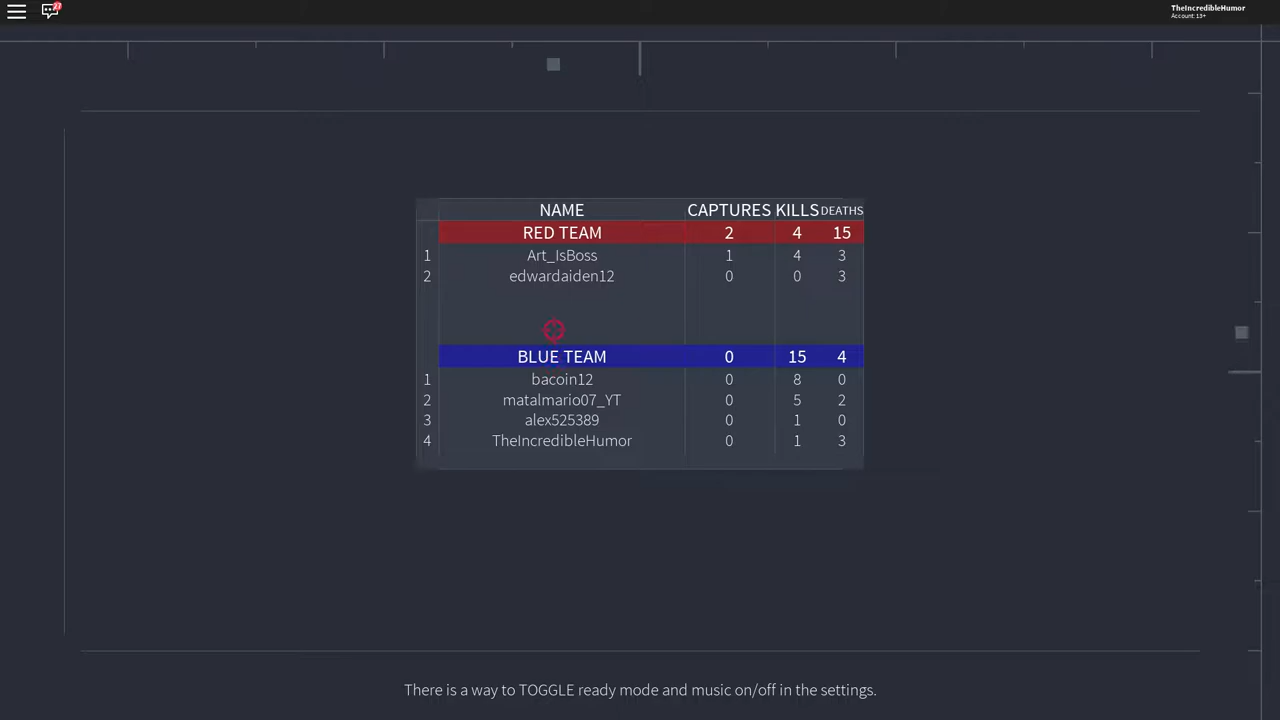 27
TheIncredibleHumor
Account: 13+
NAME CAPTURES KILLS DEATHS
RED TEAM 2 4 15
1 Art_IsBoss 1 4 3
2 edwardaiden12 0 0 3
BLUE TEAM 0 15 4
1 bacoin12 0 8 0
2 matalmario07_YT 0 5 2
3 alex525389 0 1 0
4 TheIncredibleHumor 0 1 3
There is a way to TOGGLE ready mode and music on/off in the settings.